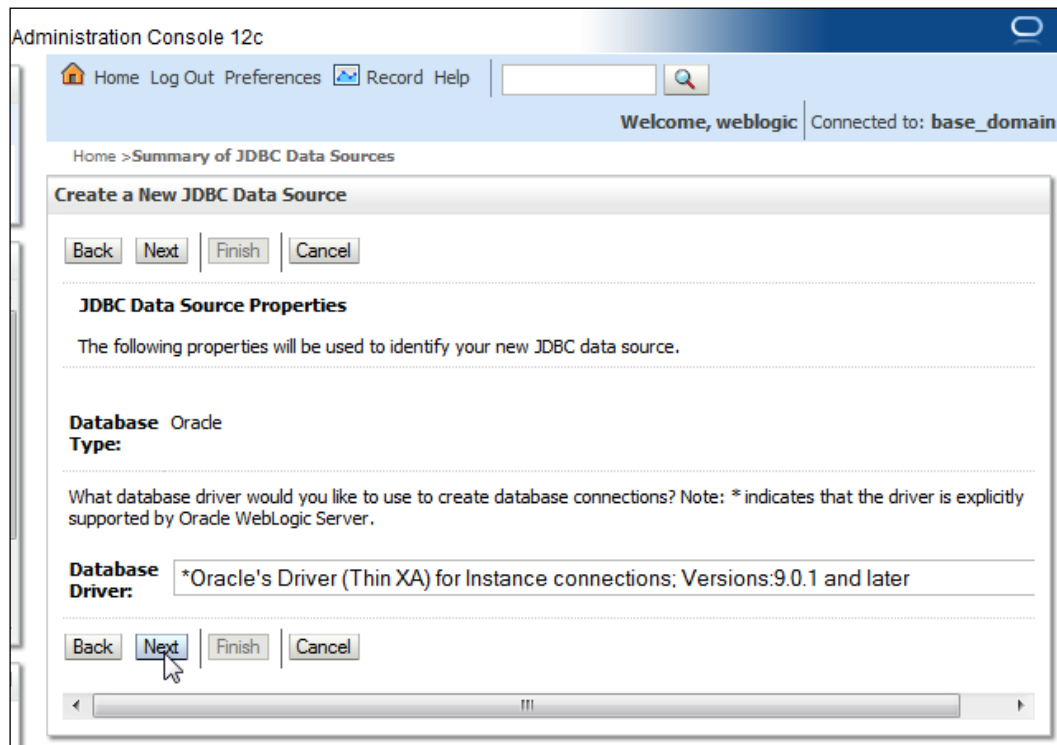 Administration Console 12c
Home Log Out Preferences Record Help
Welcome, weblogic Connected to: base_domain
Home >Summary of JDBC Data Sources
Create a New JDBC Data Source
Back Next Finish Cancel
JDBC Data Source Properties
The following properties will be used to identify your new JDBC data source.
Database Type: Oracle
What database driver would you like to use to create database connections? Note: * indicates that the driver is explicitly
supported by Oracle WebLogic Server.
Database Driver: *Oracle's Driver (Thin XA) for Instance connections; Versions:9.0.1 and later
Back Next Finish Cancel